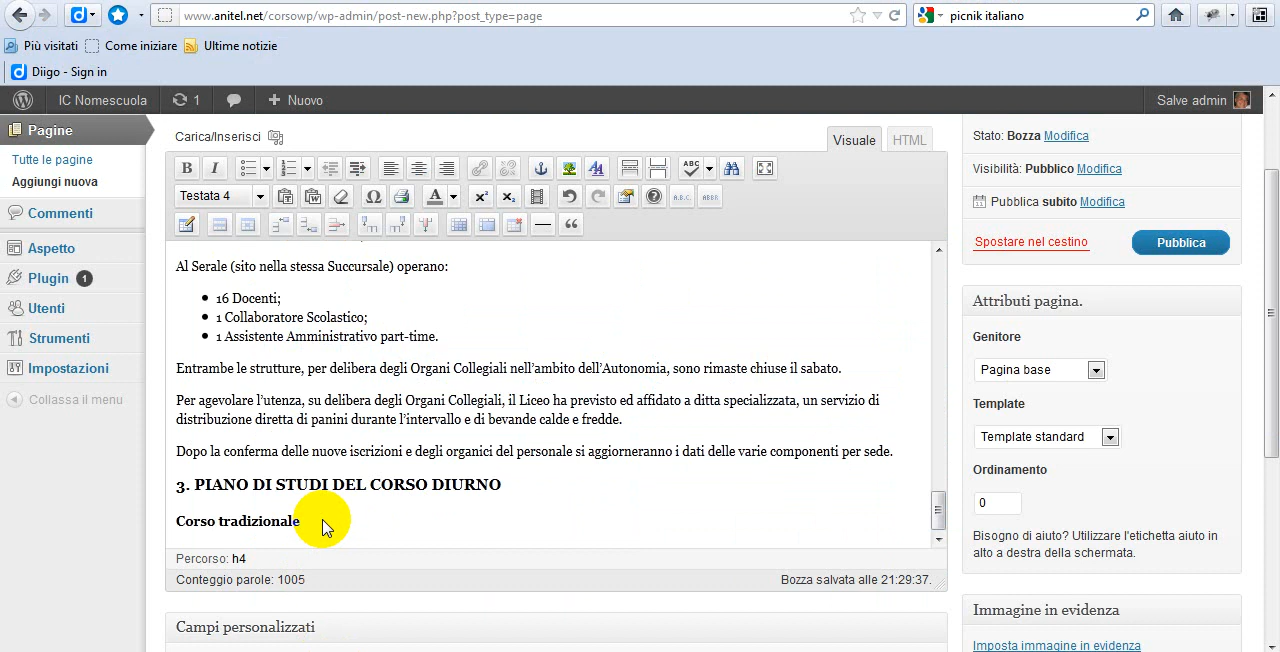 www.anitel.net/corsowp/wp-admin/post-new.php?post_type=page
picnik italiano
Più visitati
Come iniziare
Ultime notizie
Diigo - Sign in
IC Nomescuola
1
Nuovo
Salve admin
Pagine
Tutte le pagine
Aggiungi nuova
Commenti
Aspetto
Plugin 1
Utenti
Strumenti
Impostazioni
Collassa il menu
Carica/Inserisci
Visuale
HTML
B I ABC
Testata 4
Al Serale (sito nella stessa Succursale) operano:
16 Docenti;
1 Collaboratore Scolastico;
1 Assistente Amministrativo part-time.
Entrambe le strutture, per delibera degli Organi Collegiali nell’ambito dell’Autonomia, sono rimaste chiuse il sabato.
Per agevolare l’utenza, su delibera degli Organi Collegiali, il Liceo ha previsto ed affidato a ditta specializzata, un servizio di
distribuzione diretta di panini durante l’intervallo e di bevande calde e fredde.
Dopo la conferma delle nuove iscrizioni e degli organici del personale si aggiorneranno i dati delle varie componenti per sede.
3. PIANO DI STUDI DEL CORSO DIURNO
Corso tradizionale
Percorso: h4
Conteggio parole: 1005
Bozza salvata alle 21:29:37.
Campi personalizzati
Stato: Bozza Modifica
Visibilità: Pubblico Modifica
Pubblica subito Modifica
Spostare nel cestino
Pubblica
Attributi pagina.
Genitore
Pagina base
Template
Template standard
Ordinamento
0
Bisogno di aiuto? Utilizzare l'etichetta aiuto in
alto a destra della schermata.
Immagine in evidenza
Imposta immagine in evidenza